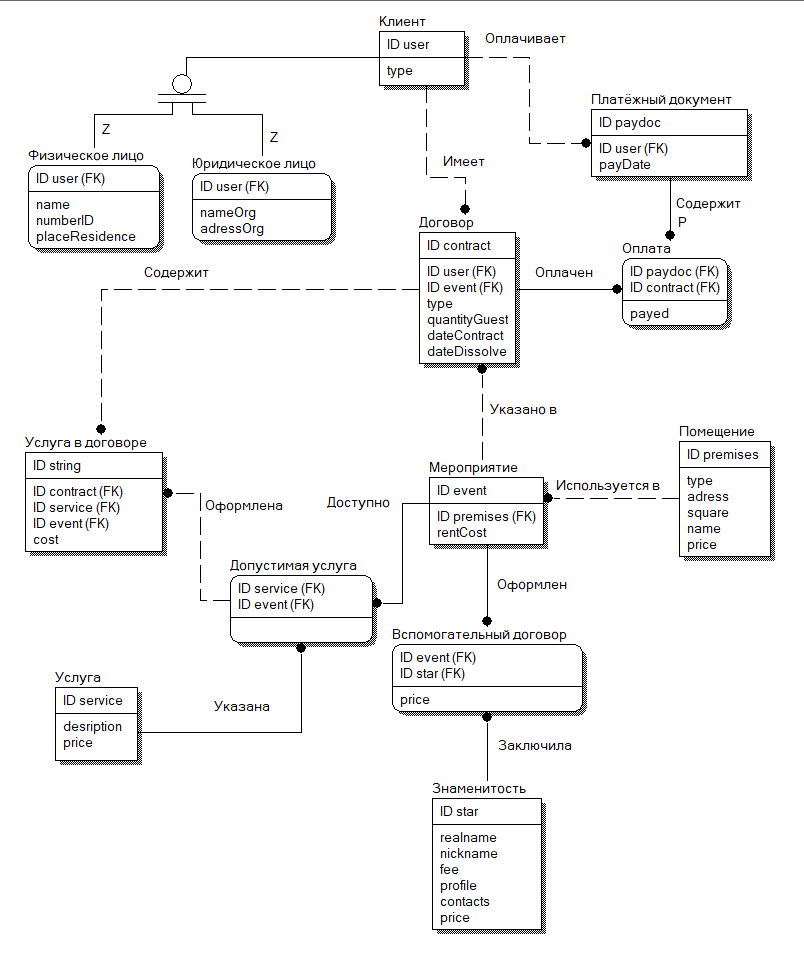 Клиент
ID user
type
Оплачивает
Платёжный документ
ID paydoc
ID user (FK)
payDate
Z
Z
Физическое лицо
ID user (FK)
name
numberID
placeResidence
Юридическое лицо
ID user (FK)
nameOrg
adressOrg
Имеет
Содержит
P
Договор
ID contract
ID user (FK)
ID event (FK)
type
quantityGuest
dateContract
dateDissolve
Оплачен
Оплата
ID paydoc (FK)
ID contract (FK)
payed
Содержит
Указано в
Услуга в договоре
ID string
ID contract (FK)
ID service (FK)
ID event (FK)
cost
Оформлена
Доступно
Мероприятие
ID event
ID premises (FK)
rentCost
Используется в
Помещение
ID premises
type
adress
square
name
price
Допустимая услуга
ID service (FK)
ID event (FK)
Оформлен
Вспомогательный договор
ID event (FK)
ID star (FK)
price
Услуга
ID service
desription
price
Указана
Заключила
Знаменитость
ID star
realname
nickname
fee
profile
contacts
price